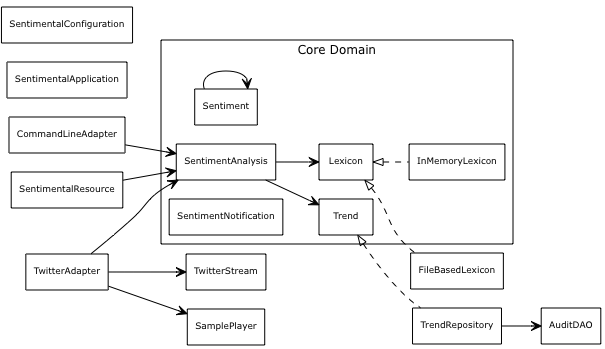 SentimentalConfiguration
Core Domain
SentimentalApplication
Sentiment
CommandLineAdapter
SentimentAnalysis
Lexicon
InMemoryLexicon
SentimentalResource
SentimentNotification
Trend
TwitterAdapter
TwitterStream
FileBasedLexicon
SamplePlayer
TrendRepository
AuditDAO